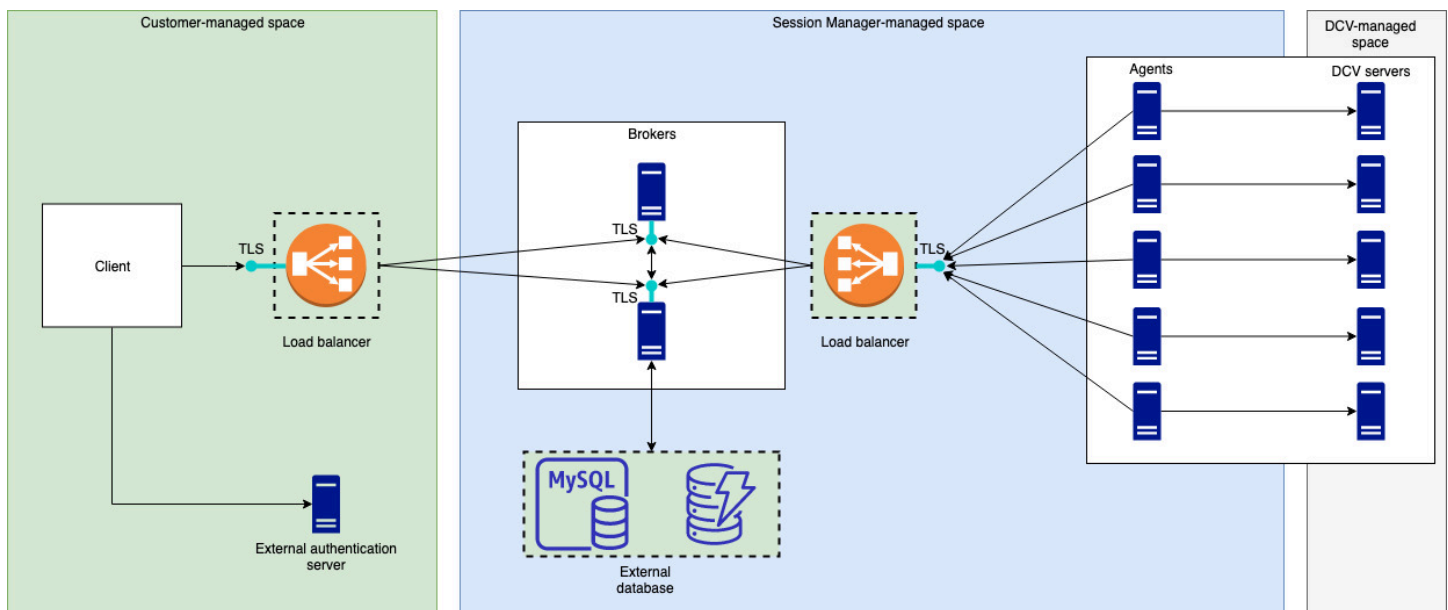 Customer-managed space
Session Manager-managed space
DCV-managed
space
Agents
DCV servers
Brokers
TLS
TLS
TLS
TLS
Client
Load balancer
Load balancer
MySQL
External authentication
server
External
database